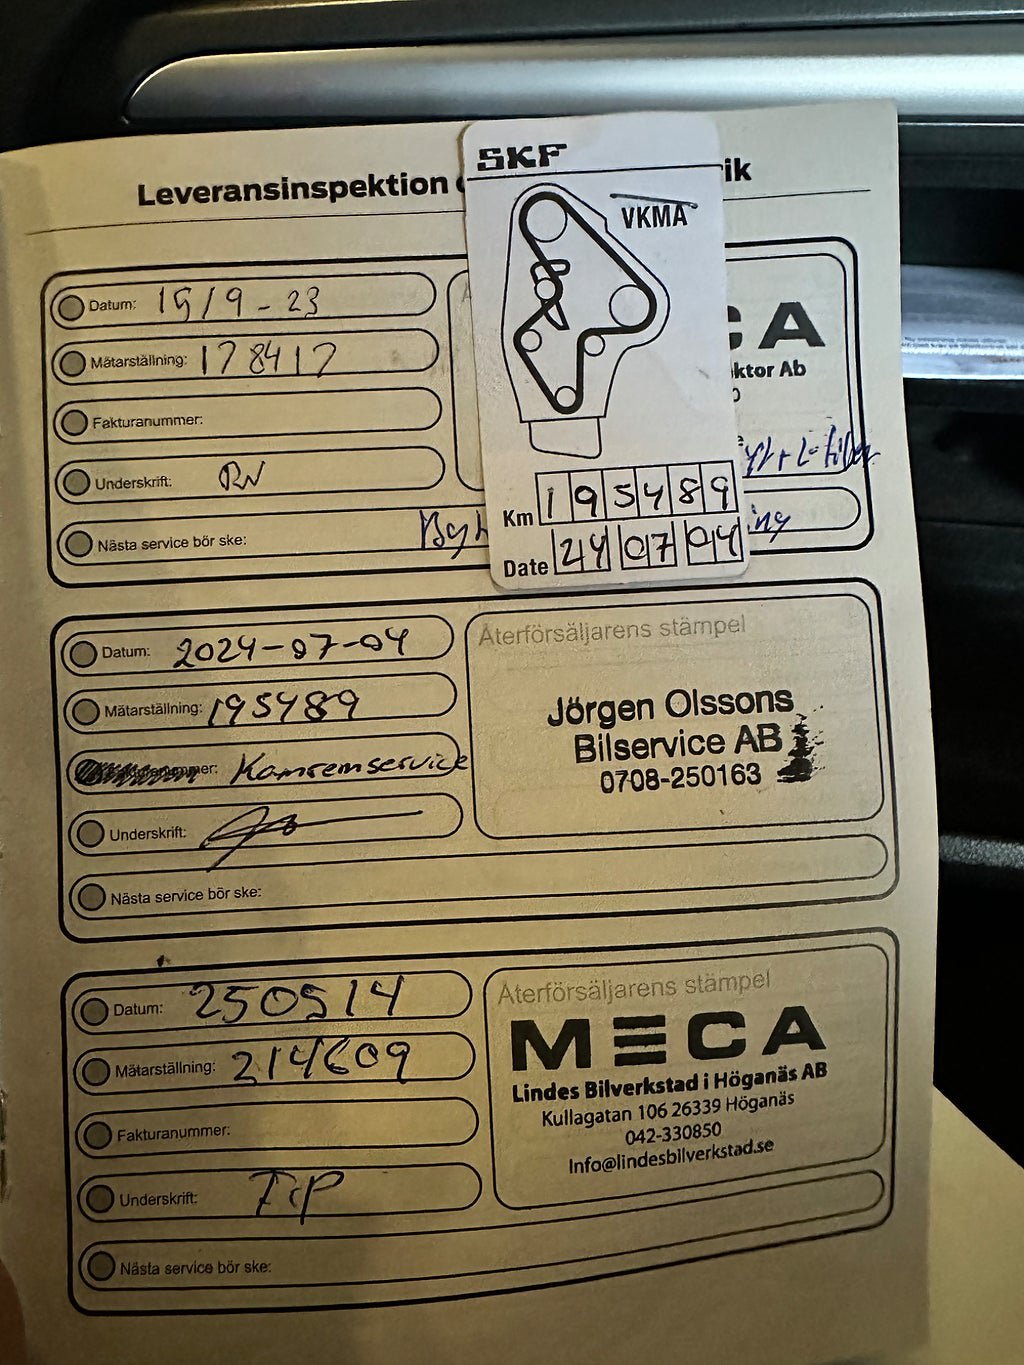 Leveransinspektion
ik
SKF
VKMA
Km 195489
Date 24 07 04
Datum: 15/9-23
Mätarställning: 178417
Fakturanummer:
Underskrift: RN
Nästa service bör ske:
CA
ktor Ab
Datum: 2024-07-04
Mätarställning: 195489
mer: Kamremservice
Underskrift:
Nästa service bör ske:
Återförsäljarens stämpel
Jörgen Olssons
Bilservice AB
0708-250163
Datum: 250514
Mätarställning: 214609
Fakturanummer:
Underskrift:
Nästa service bör ske:
Återförsäljarens stämpel
MECA
Lindes Bilverkstad i Höganäs AB
Kullagatan 106 26339 Höganäs
042-330850
Info@lindesbilverkstad.se